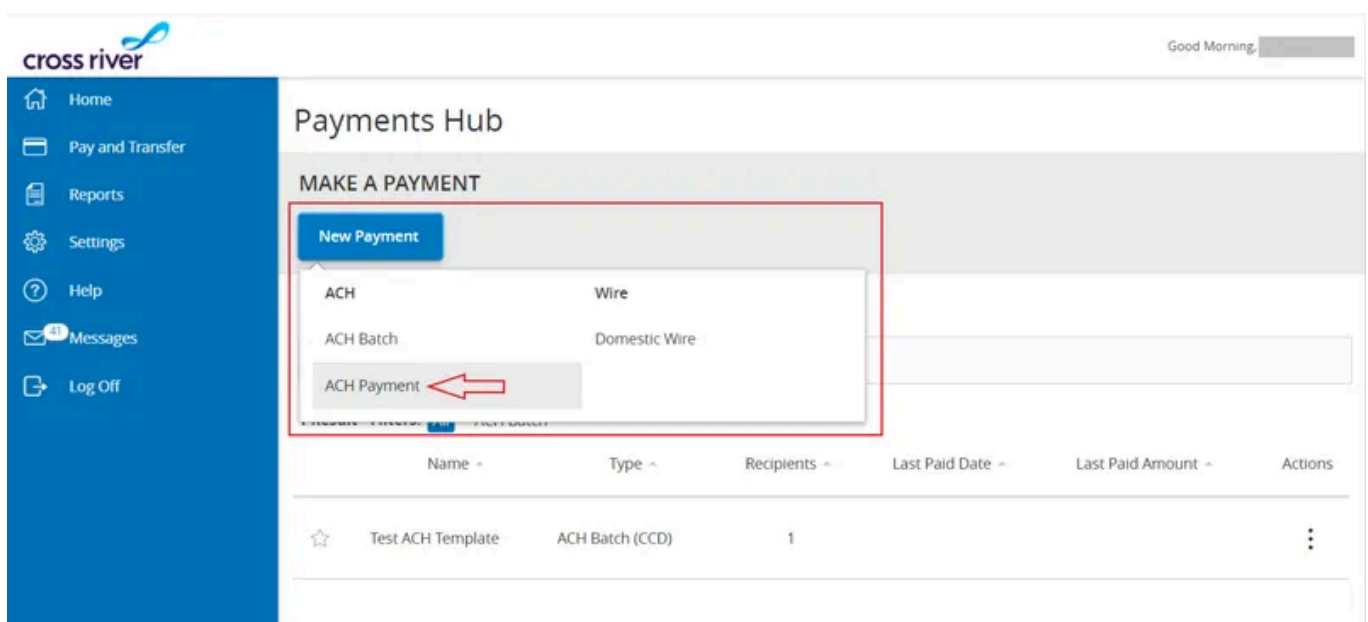 cross river
Good Morning,
Home
Pay and Transfer
Reports
Settings
Help
41
Messages
Log Off
Payments Hub
MAKE A PAYMENT
New Payment
ACH
Wire
ACH Batch
Domestic Wire
ACH Payment
Name
Type
Recipients
Last Paid Date
Last Paid Amount
Actions
Test ACH Template
ACH Batch (CCD)
1